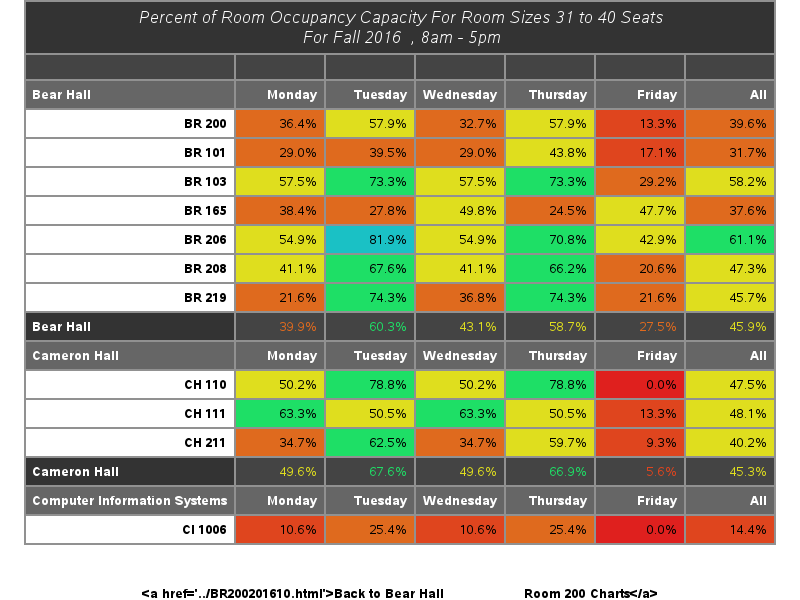 Percent of Room Occupancy Capacity For Room Sizes 31 to 40 Seats
For Fall 2016 , 8am - 5pm
Bear Hall Monday Tuesday Wednesday Thursday Friday All
BR 200 36.4% 57.9% 32.7% 57.9% 13.3% 39.6%
BR 101 29.0% 39.5% 29.0% 43.8% 17.1% 31.7%
BR 103 57.5% 73.3% 57.5% 73.3% 29.2% 58.2%
BR 165 38.4% 27.8% 49.8% 24.5% 47.7% 37.6%
BR 206 54.9% 81.9% 54.9% 70.8% 42.9% 61.1%
BR 208 41.1% 67.6% 41.1% 66.2% 20.6% 47.3%
BR 219 21.6% 74.3% 36.8% 74.3% 21.6% 45.7%
Bear Hall 39.9% 60.3% 43.1% 58.7% 27.5% 45.9%
Cameron Hall Monday Tuesday Wednesday Thursday Friday All
CH 110 50.2% 78.8% 50.2% 78.8% 0.0% 47.5%
CH 111 63.3% 50.5% 63.3% 50.5% 13.3% 48.1%
CH 211 34.7% 62.5% 34.7% 59.7% 9.3% 40.2%
Cameron Hall 49.6% 67.6% 49.6% 66.9% 5.6% 45.3%
Computer Information Systems Monday Tuesday Wednesday Thursday Friday All
CI 1006 10.6% 25.4% 10.6% 25.4% 0.0% 14.4%
<a href='../BR200201610.html'>Back to Bear Hall Room 200 Charts</a>